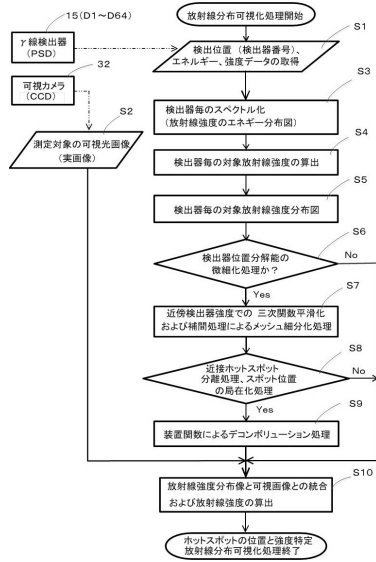 放射線分布可視化処理開始
15(D1～D64)
γ線検出器
(PSD)
S1
検出位置(検出器番号)、
エネルギー、強度データの取得
32
可視カメラ
(CCD)
S2
測定対象の可視光画像
(実画像)
S3
検出器毎のスペクトル化
(放射線強度のエネギー分布図)
S4
検出器毎の対象放射線強度の算出
S5
検出器毎の対象放射線強度分布図
S6
検出器位置分解能の
微細化処理か?
No
Yes
S7
近傍検出器強度での 三次関数平滑化
および補間処理によるメッシュ細分化処理
S8
近接ホットスポット
分離処理、スポット位置
の局在化処理
No
Yes
S9
装置関数によるデコンボリューション処理
S10
放射線強度分布像と可視画像との統合
および放射線強度の算出
ホットスポットの位置と強度特定
放射線分布可視化処理終了